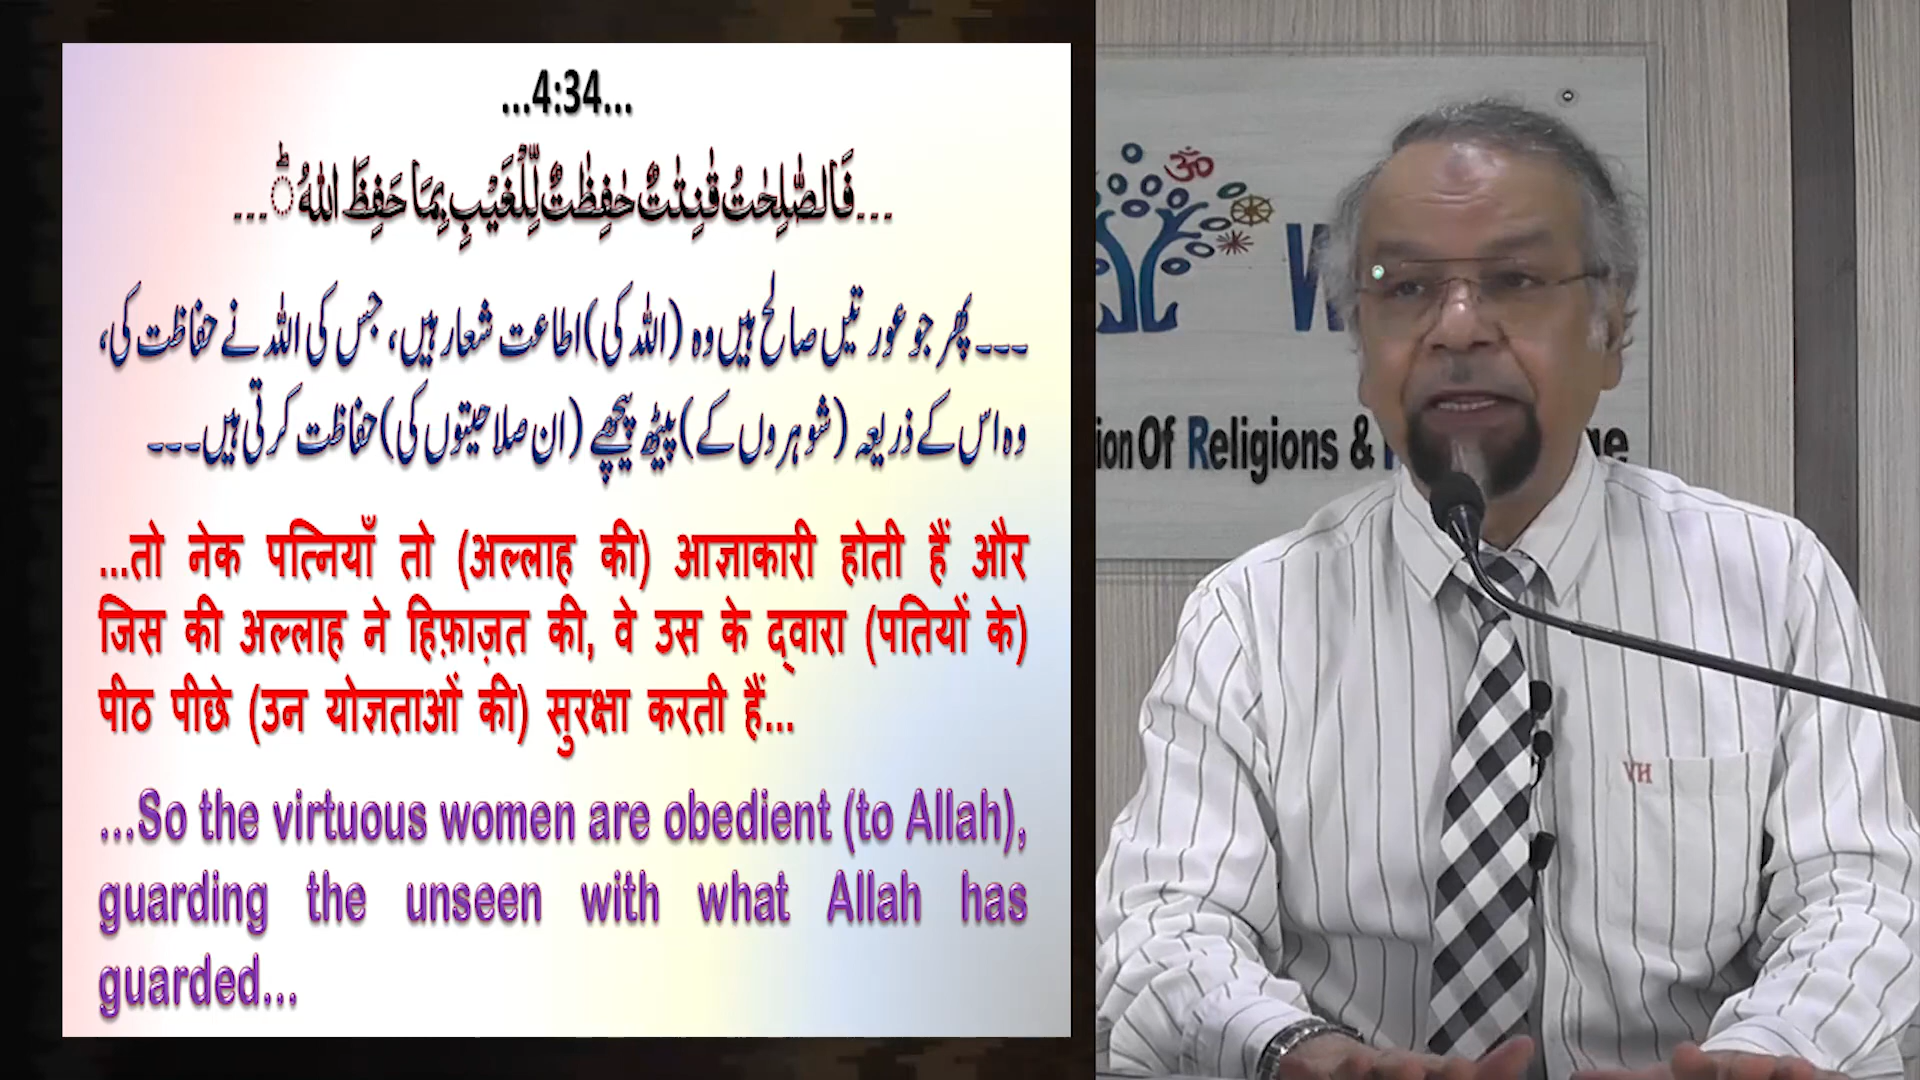 ...4:34...
...فَالصّٰلِحٰتُ قٰنِتٰتٌ حٰفِظٰتٌ لِّلْغَیْبِ بِمَا حَفِظَ اللّٰهُ ؕ...
۔۔۔ پھر جو عورتیں صالح ہیں وہ (اللہ کی) اطاعت شعار ہیں، جس کی اللہ نے حفاظت کی،
وہ اس کے ذریعہ (شوہروں کے) پیٹھ پیچھے (ان صلاحیتوں کی) حفاظت کرتی ہیں۔۔۔
...तो नेक पत्नियाँ तो (अल्लाह की) आज्ञाकारी होती हैं और
जिस की अल्लाह ने हिफ़ाज़त की, वे उस के द्वारा (पतियों के)
पीठ पीछे (उन योज्ञताओं की) सुरक्षा करती हैं...
...So the virtuous women are obedient (to Allah),
guarding the unseen with what Allah has
guarded...
ॐ
W
ion Of Religions &
ge
VH